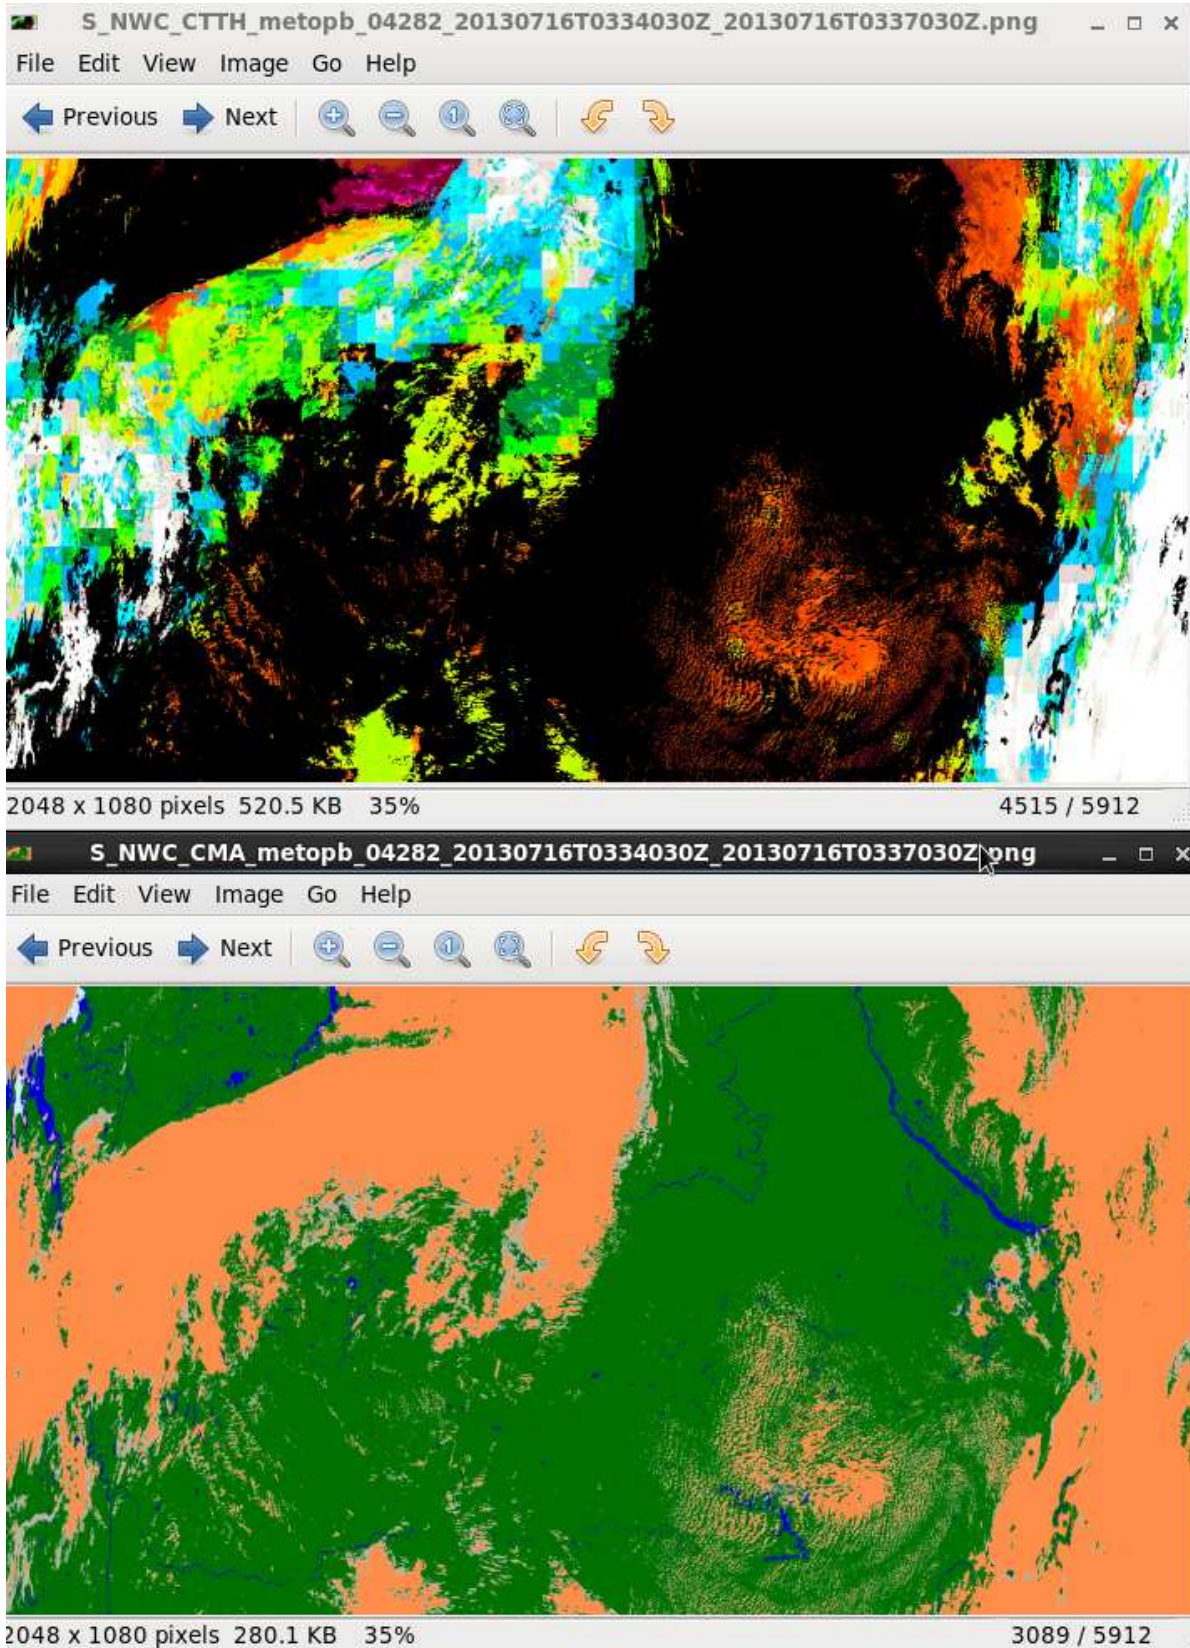 S_NWC_CTTH_metopb_04282_20130716T0334030Z_20130716T0337030Z.png
File Edit View Image Go Help
Previous Next
2048 x 1080 pixels 520.5 KB 35% 4515 / 5912
S_NWC_CMA_metopb_04282_20130716T0334030Z_20130716T0337030Z.png
File Edit View Image Go Help
Previous Next
2048 x 1080 pixels 280.1 KB 35% 3089 / 5912